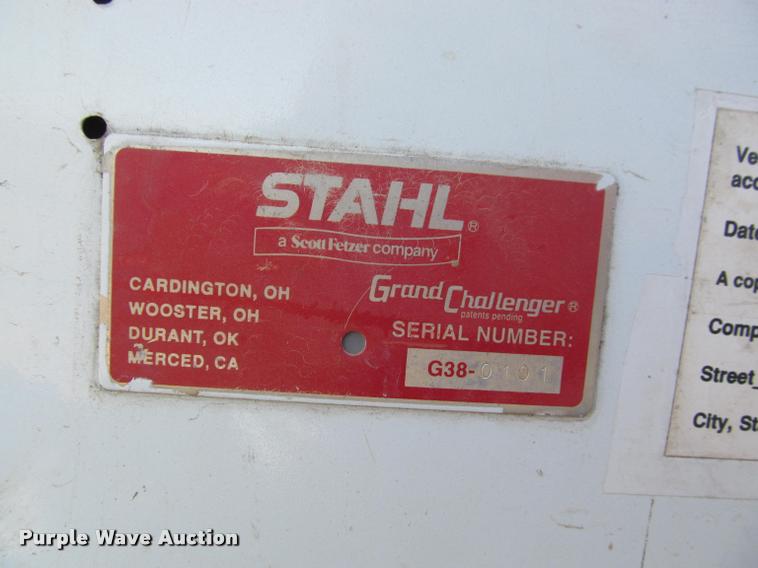 STAHL®
a Scott Fetzer company
CARDINGTON, OH
WOOSTER, OH
DURANT, OK
MERCED, CA
Grand Challenger®
patents pending
SERIAL NUMBER:
G38-0101
Ve
acc
Date
A cop
Comp
Street_
City, St
Purple Wave Auction